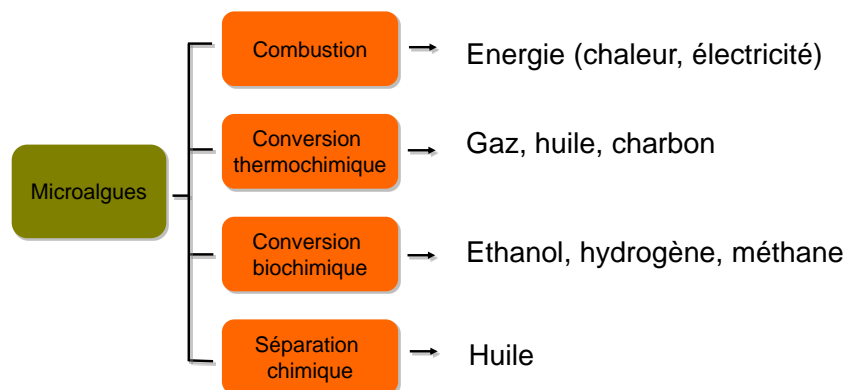 Microalgues
Combustion
Energie (chaleur, électricité)
Conversion
thermochimique
Gaz, huile, charbon
Conversion
biochimique
Ethanol, hydrogène, méthane
Séparation
chimique
Huile